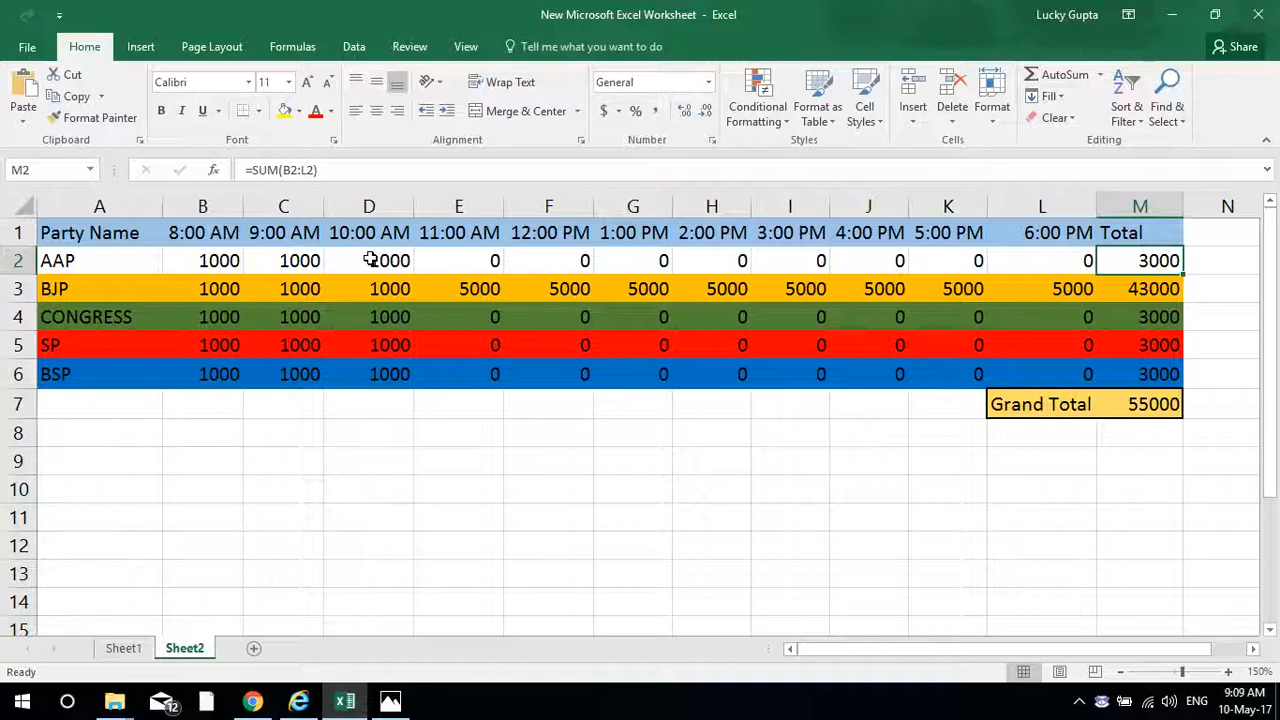 New Microsoft Excel Worksheet - Excel
Lucky Gupta
File Home Insert Page Layout Formulas Data Review View Tell me what you want to do Share
Cut
Copy
Format Painter
Paste
Clipboard
Calibri 11
B I U
Font
Wrap Text
Merge & Center
Alignment
General
$ % ,
Number
Conditional Formatting
Format as Table
Cell Styles
Styles
Insert Delete Format
Cells
AutoSum
Fill
Clear
Sort & Filter
Find & Select
Editing
M2 fx =SUM(B2:L2)
A B C D E F G H I J K L M N
1 Party Name 8:00 AM 9:00 AM 10:00 AM 11:00 AM 12:00 PM 1:00 PM 2:00 PM 3:00 PM 4:00 PM 5:00 PM 6:00 PM Total
2 AAP 1000 1000 1000 0 0 0 0 0 0 0 0 3000
3 BJP 1000 1000 1000 5000 5000 5000 5000 5000 5000 5000 5000 43000
4 CONGRESS 1000 1000 1000 0 0 0 0 0 0 0 0 3000
5 SP 1000 1000 1000 0 0 0 0 0 0 0 0 3000
6 BSP 1000 1000 1000 0 0 0 0 0 0 0 0 3000
7 Grand Total 55000
8
9
10
11
12
13
14
15
Sheet1 Sheet2
Ready 150%
12
ENG
9:09 AM
10-May-17